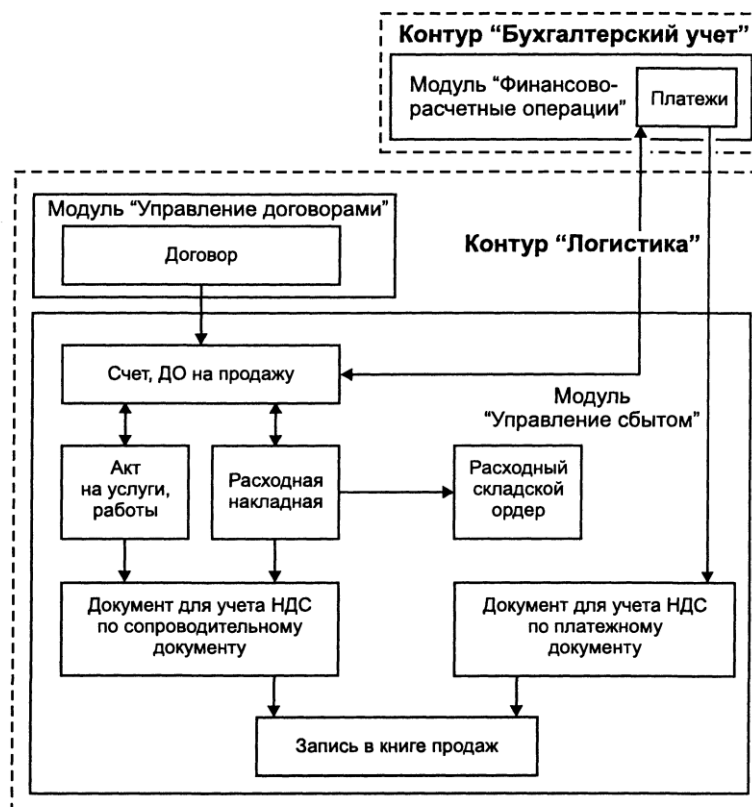 Контур “Бухгалтерский учет”
Модуль “Финансово-
расчетные операции”
Платежи
Модуль “Управление договорами”
Договор
Контур “Логистика”
Счет, ДО на продажу
Модуль
“Управление сбытом”
Акт
на услуги,
работы
Расходная
накладная
Расходный
складской
ордер
Документ для учета НДС
по сопроводительному
документу
Документ для учета НДС
по платежному
документу
Запись в книге продаж